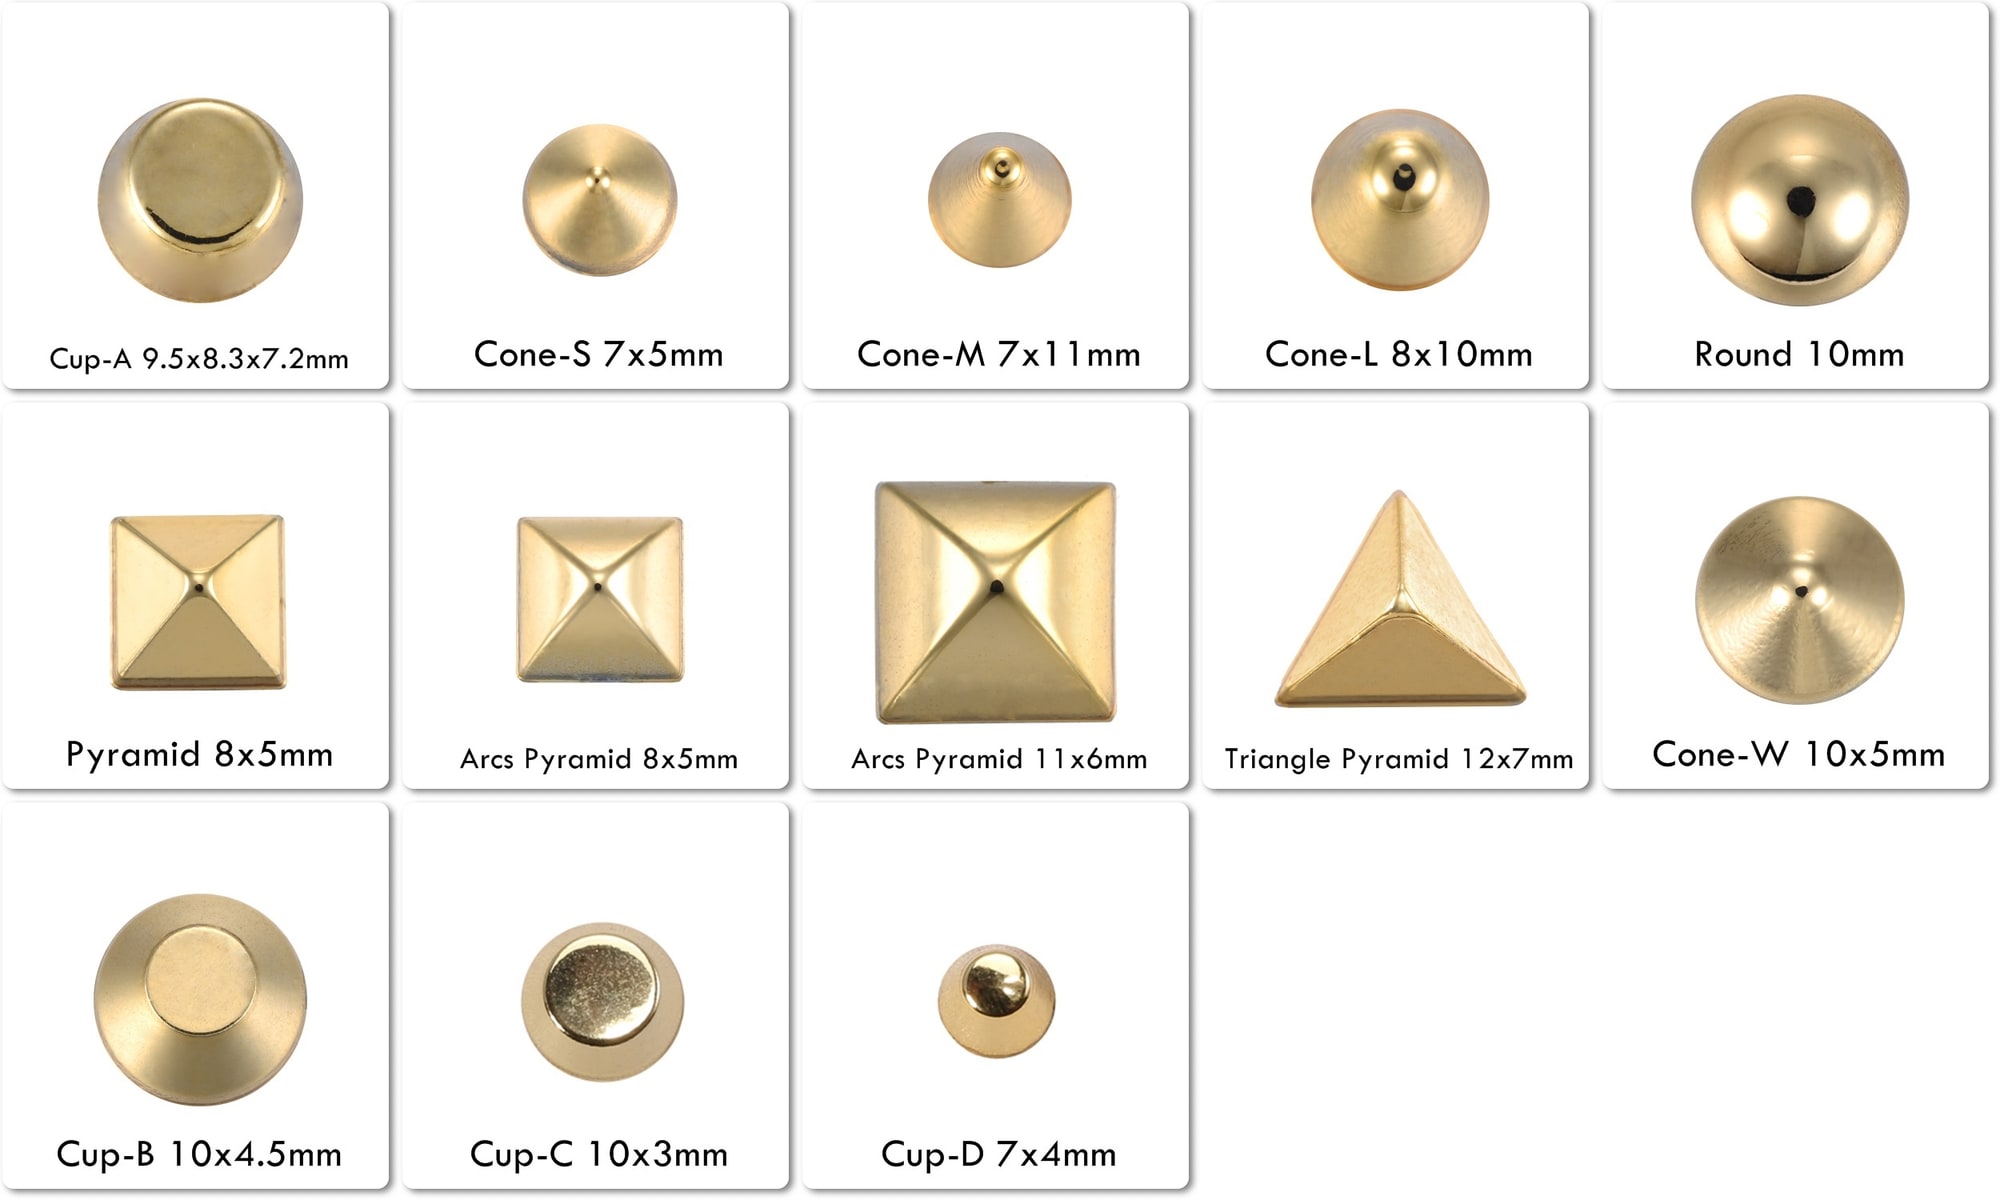 Cup-A 9.5x8.3x7.2mm
Cone-S 7x5mm
Cone-M 7x11mm
Cone-L 8x10mm
Round 10mm
Pyramid 8x5mm
Arcs Pyramid 8x5mm
Arcs Pyramid 11x6mm
Triangle Pyramid 12x7mm
Cone-W 10x5mm
Cup-B 10x4.5mm
Cup-C 10x3mm
Cup-D 7x4mm